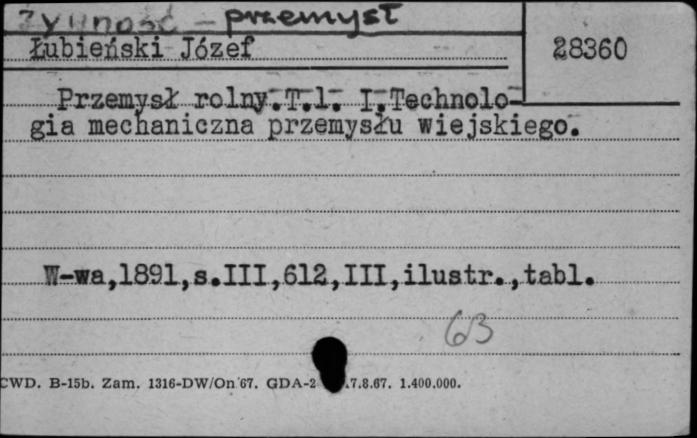 Żywność - przemysł
Łubieński Józef
28360
Przemysł rolny.T.1. I.Technolo-
gia mechaniczna przemysłu wiejskiego.
W-wa,1891,s.III,612,III,ilustr.,tabl.
63
CWD. B-15b. Zam. 1316-DW/On 67. GDA-2 .7.8.67. 1.400.000.